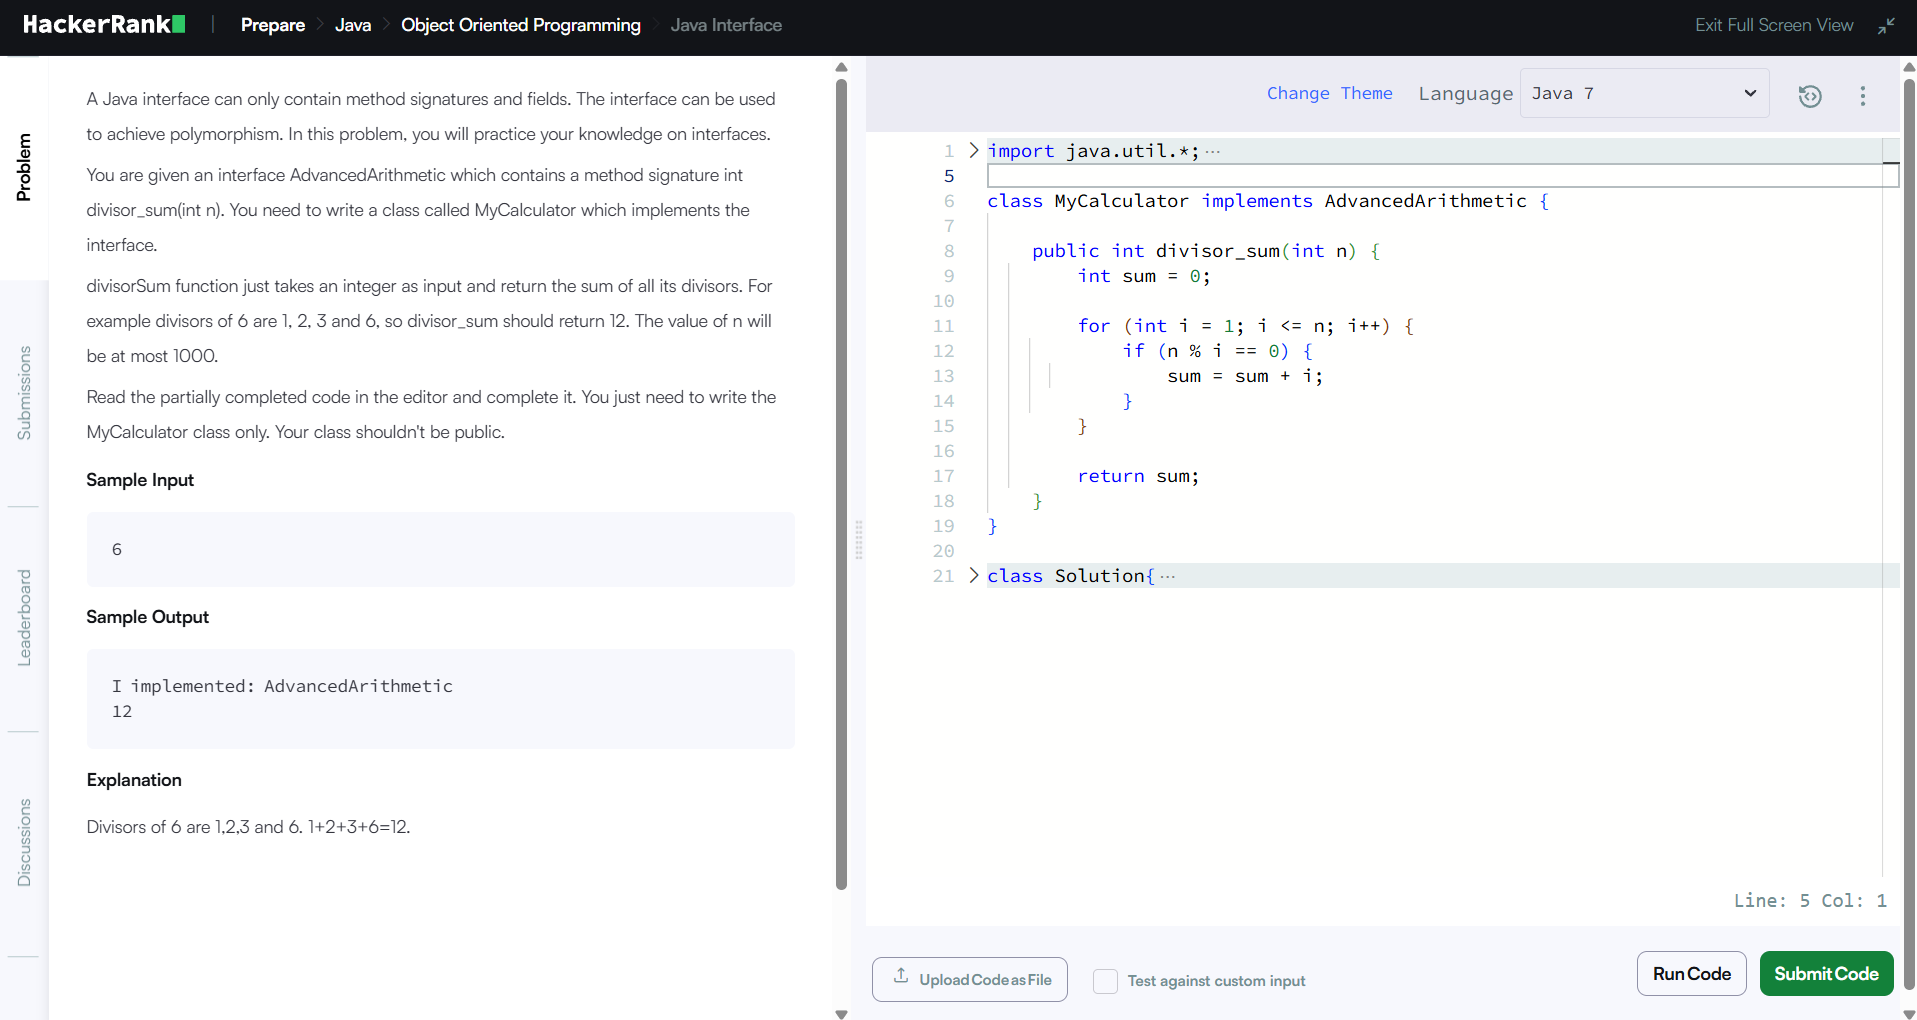 HackerRank | Prepare > Java > Object Oriented Programming > Java Interface
Exit Full Screen View
Problem
Submissions
Leaderboard
Discussions
A Java interface can only contain method signatures and fields. The interface can be used
to achieve polymorphism. In this problem, you will practice your knowledge on interfaces.
You are given an interface AdvancedArithmetic which contains a method signature int
divisor_sum(int n). You need to write a class called MyCalculator which implements the
interface.
divisorSum function just takes an integer as input and return the sum of all its divisors. For
example divisors of 6 are 1, 2, 3 and 6, so divisor_sum should return 12. The value of n will
be at most 1000.
Read the partially completed code in the editor and complete it. You just need to write the
MyCalculator class only. Your class shouldn't be public.
Sample Input
6
Sample Output
I implemented: AdvancedArithmetic
12
Explanation
Divisors of 6 are 1,2,3 and 6. 1+2+3+6=12.
Change Theme Language Java 7
1 import java.util.*; ···
5
6 class MyCalculator implements AdvancedArithmetic {
7
8     public int divisor_sum(int n) {
9         int sum = 0;
10
11         for (int i = 1; i <= n; i++) {
12             if (n % i == 0) {
13                 sum = sum + i;
14             }
15         }
16
17         return sum;
18     }
19 }
20
21 class Solution{ ···
Line: 5 Col: 1
Upload Code as File
Test against custom input
Run Code
Submit Code